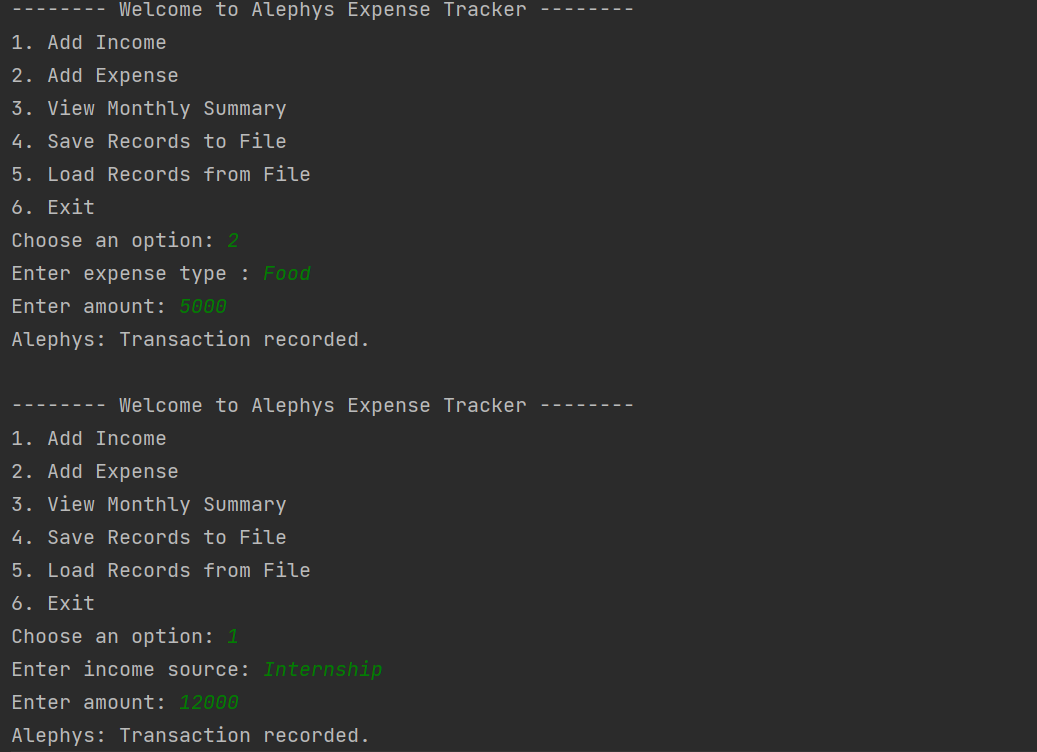 -------- Welcome to Alephys Expense Tracker --------
1. Add Income
2. Add Expense
3. View Monthly Summary
4. Save Records to File
5. Load Records from File
6. Exit
Choose an option: 2
Enter expense type : Food
Enter amount: 5000
Alephys: Transaction recorded.

-------- Welcome to Alephys Expense Tracker --------
1. Add Income
2. Add Expense
3. View Monthly Summary
4. Save Records to File
5. Load Records from File
6. Exit
Choose an option: 1
Enter income source: Internship
Enter amount: 12000
Alephys: Transaction recorded.